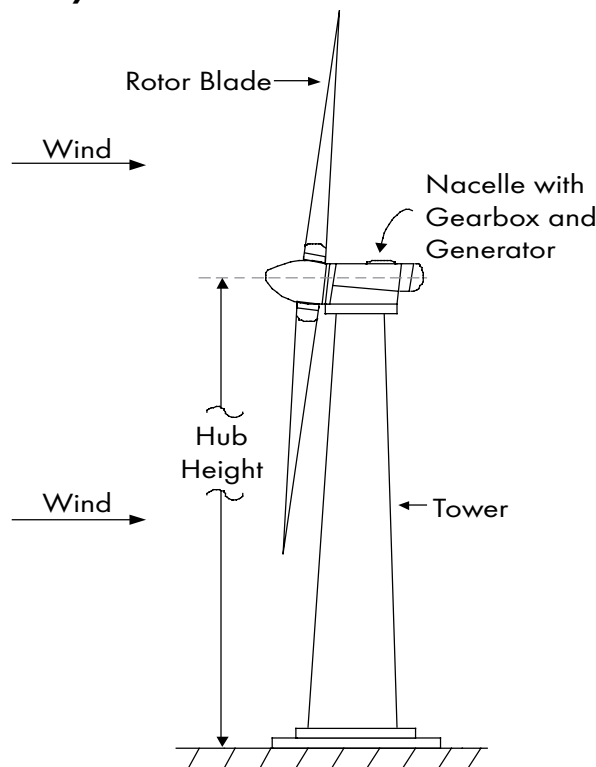 Rotor Blade
Wind
Nacelle with
Gearbox and
Generator
Hub
Height
Wind
Tower